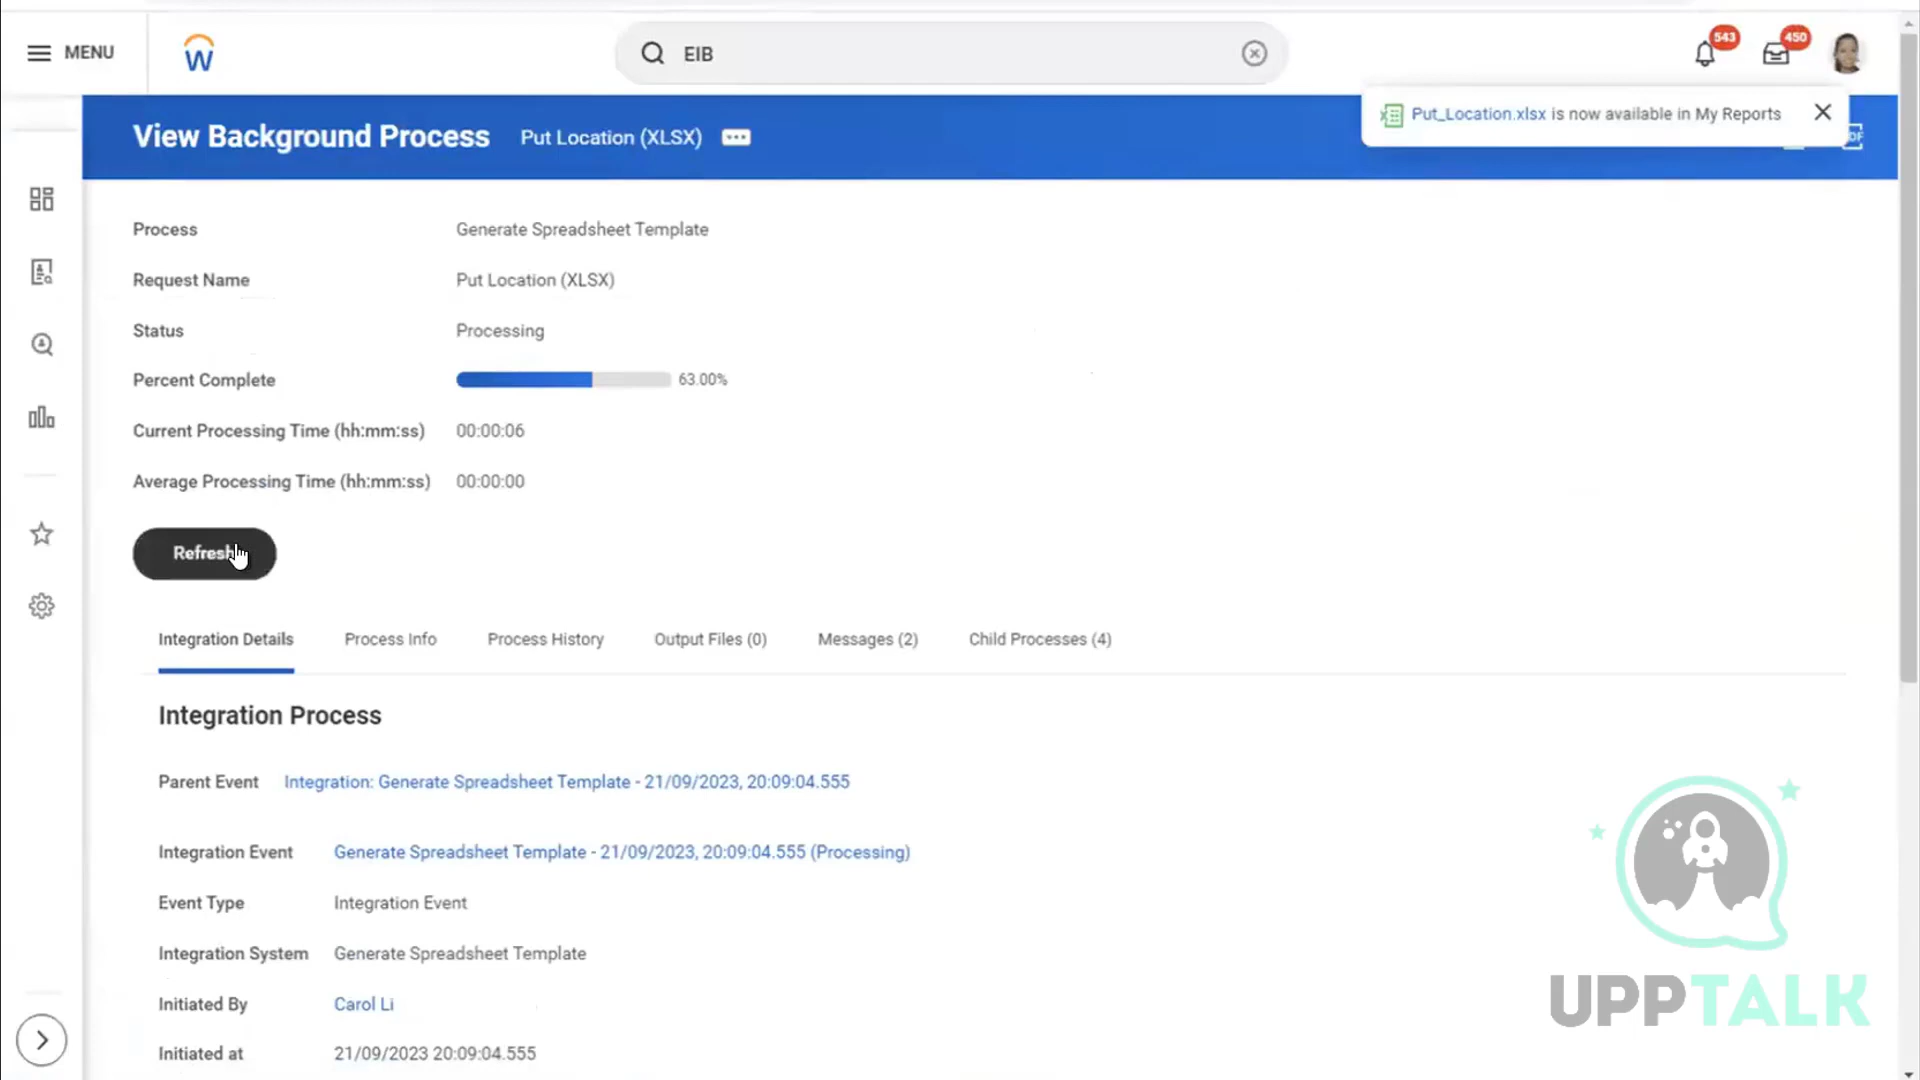 MENU
EIB
543
450
Put_Location.xlsx is now available in My Reports
View Background Process Put Location (XLSX)
Process Generate Spreadsheet Template
Request Name Put Location (XLSX)
Status Processing
Percent Complete 63.00%
Current Processing Time (hh:mm:ss) 00:00:06
Average Processing Time (hh:mm:ss) 00:00:00
Refresh
Integration Details Process Info Process History Output Files (0) Messages (2) Child Processes (4)
Integration Process
Parent Event Integration: Generate Spreadsheet Template - 21/09/2023, 20:09:04.555
Integration Event Generate Spreadsheet Template - 21/09/2023, 20:09:04.555 (Processing)
Event Type Integration Event
Integration System Generate Spreadsheet Template
Initiated By Carol Li
Initiated at 21/09/2023 20:09:04.555
UPPTALK